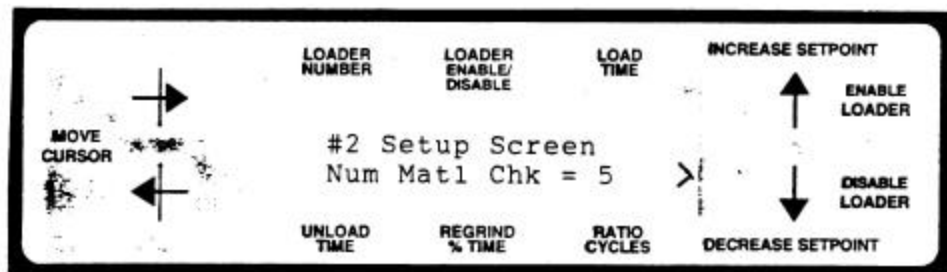 LOADER
NUMBER
LOADER
ENABLE/
DISABLE
LOAD
TIME
INCREASE SETPOINT
ENABLE
LOADER
MOVE
CURSOR
#2 Setup Screen
Num Matl Chk = 5 >
DISABLE
LOADER
UNLOAD
TIME
REGRIND
% TIME
RATIO
CYCLES
DECREASE SETPOINT